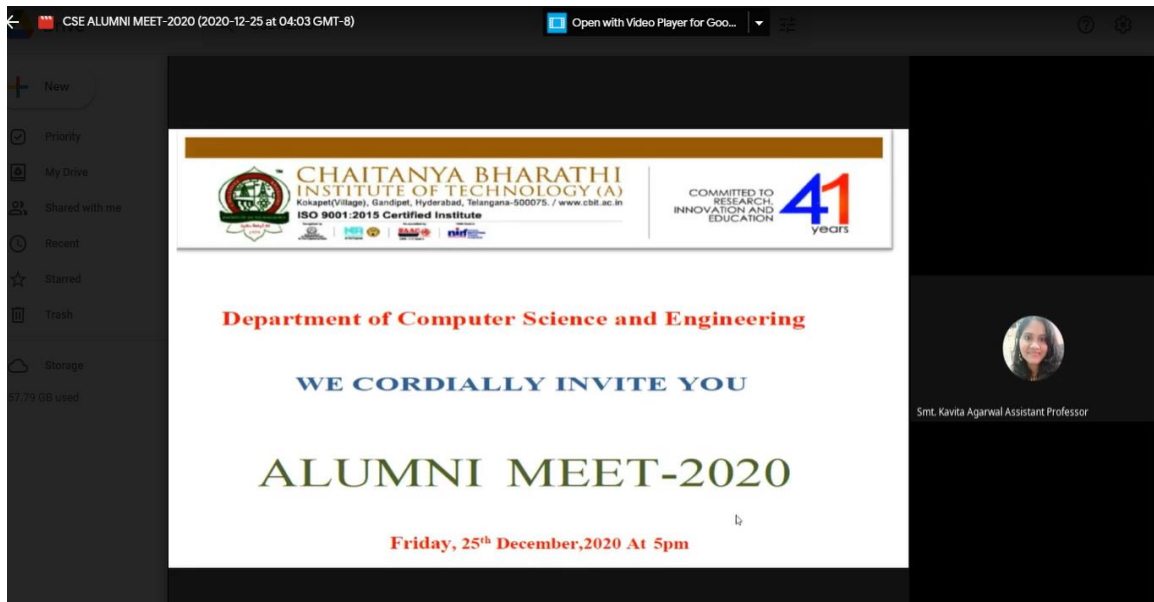 CSE ALUMNI MEET-2020 (2020-12-25 at 04:03 GMT-8)
Open with Video Player for Goo...
New
Priority
My Drive
Shared with me
Recent
Starred
Trash
Storage
57.79 GB used
CHAITANYA BHARATHI
INSTITUTE OF TECHNOLOGY (A)
Kokapet(Village), Gandipet, Hyderabad, Telangana-500075. / www.cbit.ac.in
ISO 9001:2015 Certified Institute
nirf
COMMITTED TO
RESEARCH,
INNOVATION AND
EDUCATION
41
years
Department of Computer Science and Engineering
WE CORDIALLY INVITE YOU
ALUMNI MEET-2020
Friday, 25th December,2020 At 5pm
Smt. Kavita Agarwal Assistant Professor